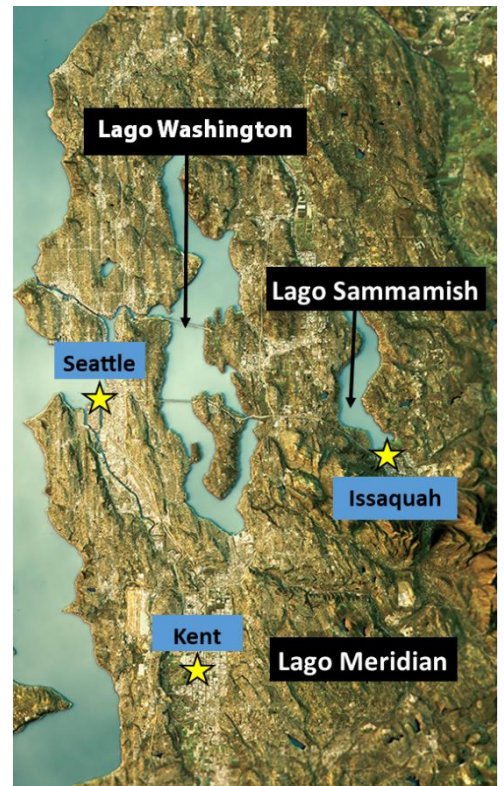 Lago Washington
Lago Sammamish
Seattle
Issaquah
Kent
Lago Meridian